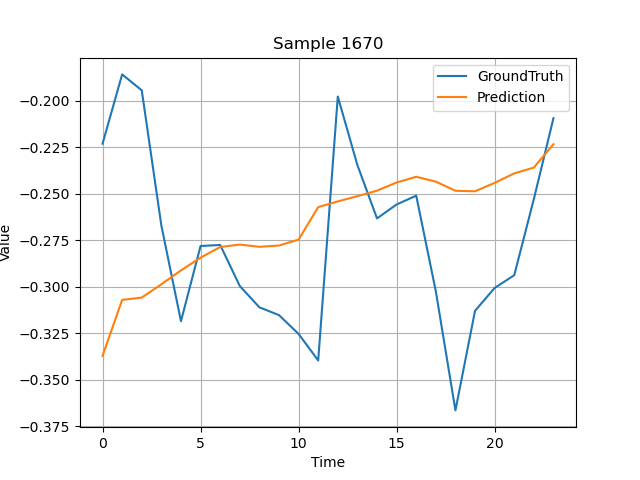 Sample 1670
GroundTruth
Prediction
−0.200
−0.225
−0.250
−0.275
−0.300
−0.325
−0.350
−0.375
Value
0 5 10 15 20
Time